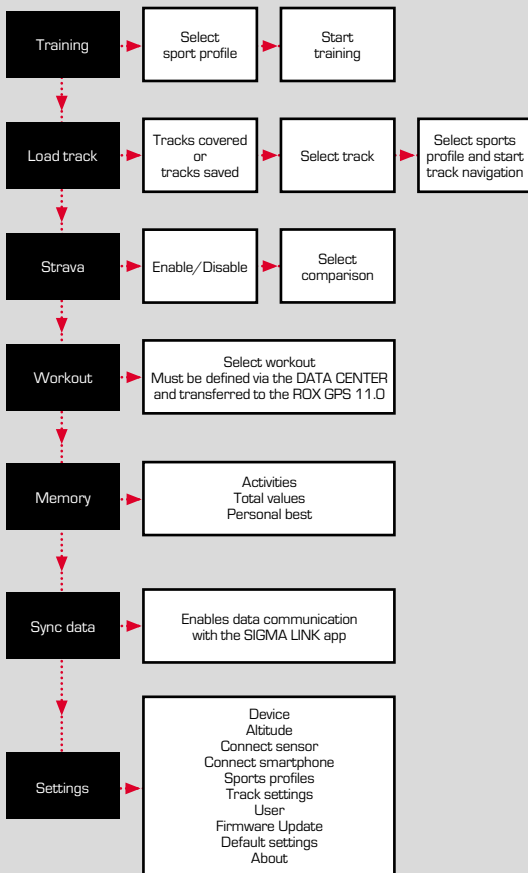 Training
Select
sport profile
Start
training
Load track
Tracks covered
or
tracks saved
Select track
Select sports
profile and start
track navigation
Strava
Enable/Disable
Select
comparison
Workout
Select workout
Must be defined via the DATA CENTER
and transferred to the ROX GPS 11.0
Memory
Activities
Total values
Personal best
Sync data
Enables data communication
with the SIGMA LINK app
Settings
Device
Altitude
Connect sensor
Connect smartphone
Sports profiles
Track settings
User
Firmware Update
Default settings
About